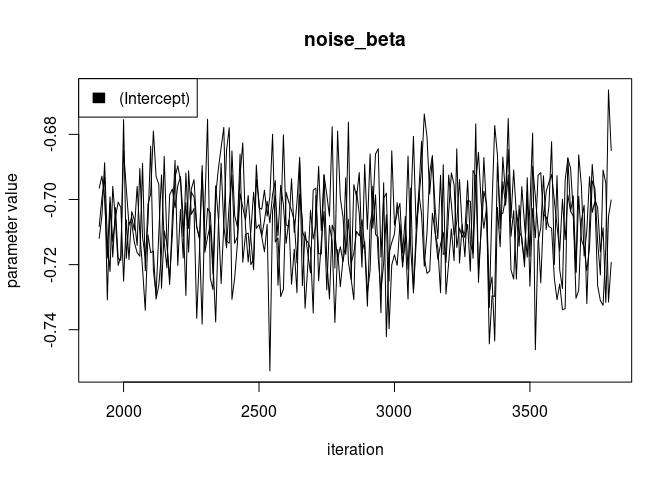 noise_beta
(Intercept)
parameter value
-0.68
-0.70
-0.72
-0.74
2000
2500
3000
3500
iteration